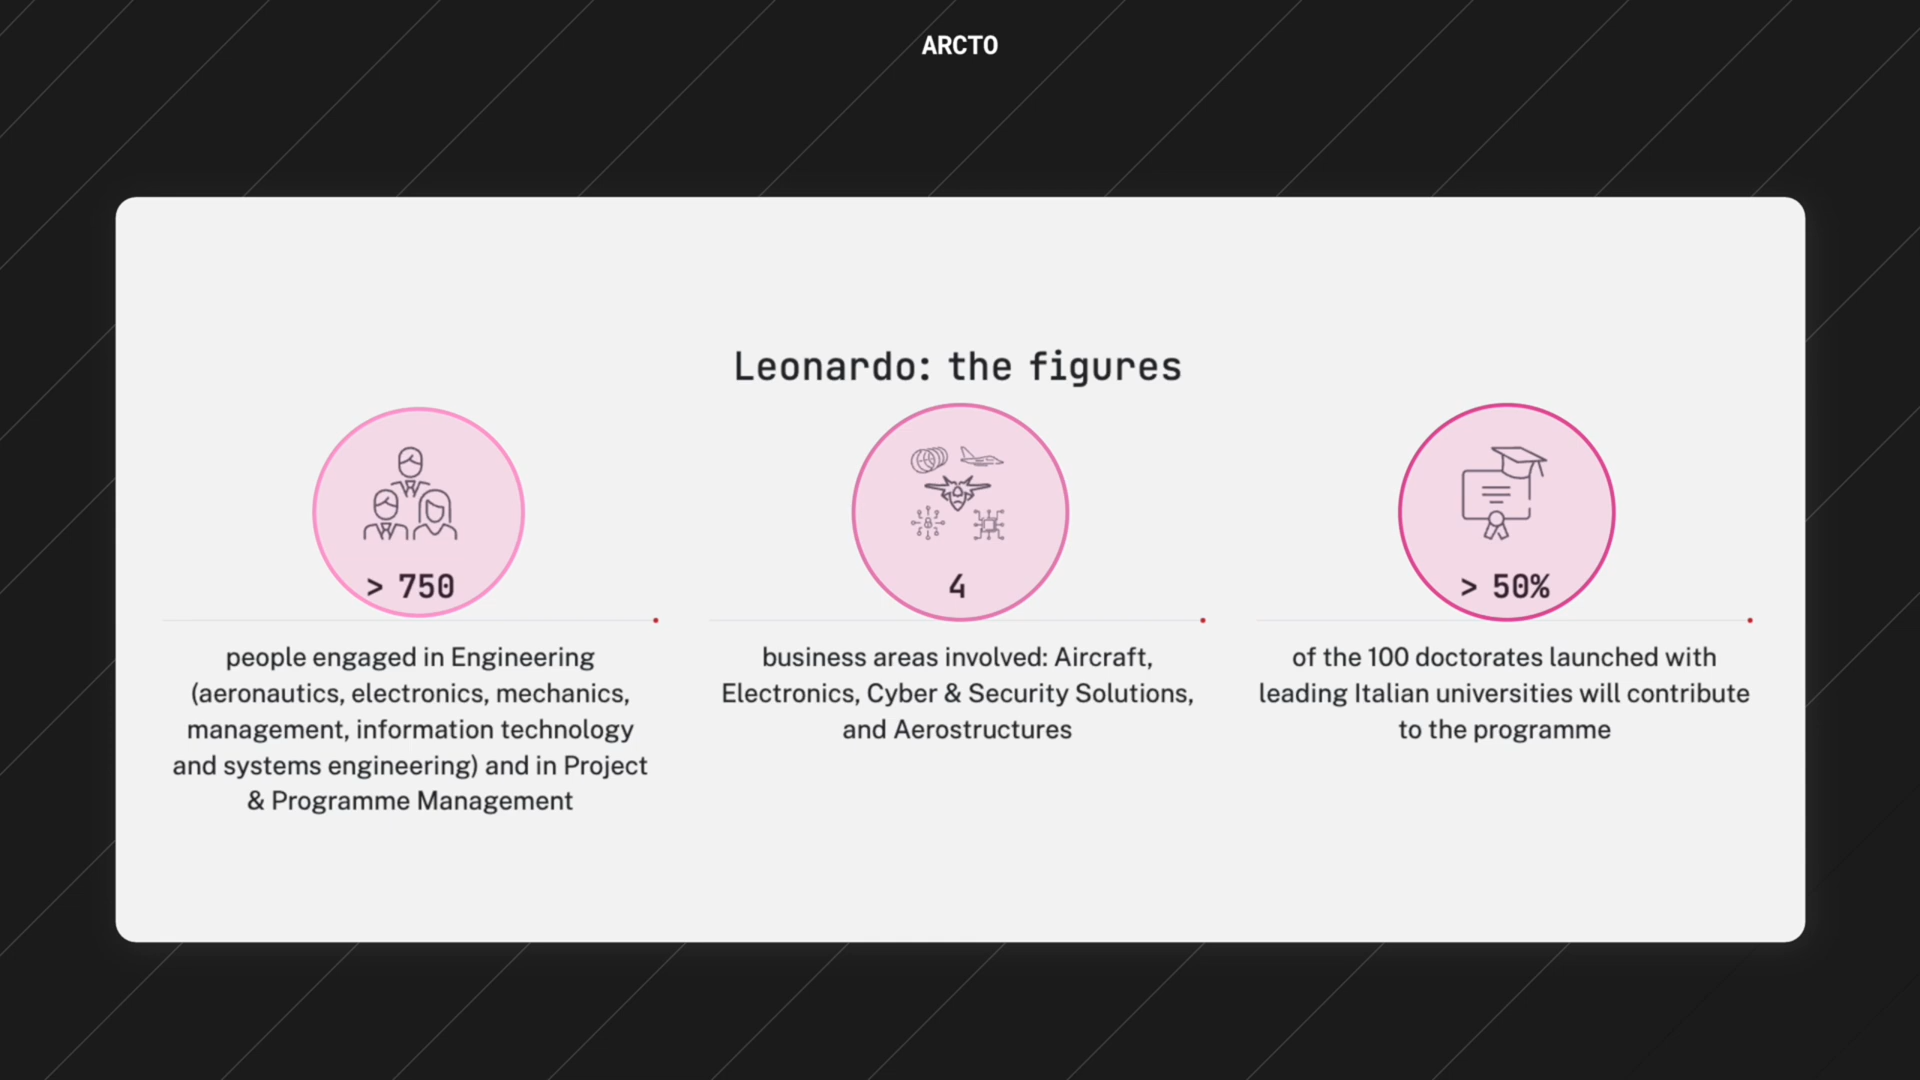 ARCTO
Leonardo: the figures
> 750
people engaged in Engineering
(aeronautics, electronics, mechanics,
management, information technology
and systems engineering) and in Project
& Programme Management
4
business areas involved: Aircraft,
Electronics, Cyber & Security Solutions,
and Aerostructures
> 50%
of the 100 doctorates launched with
leading Italian universities will contribute
to the programme